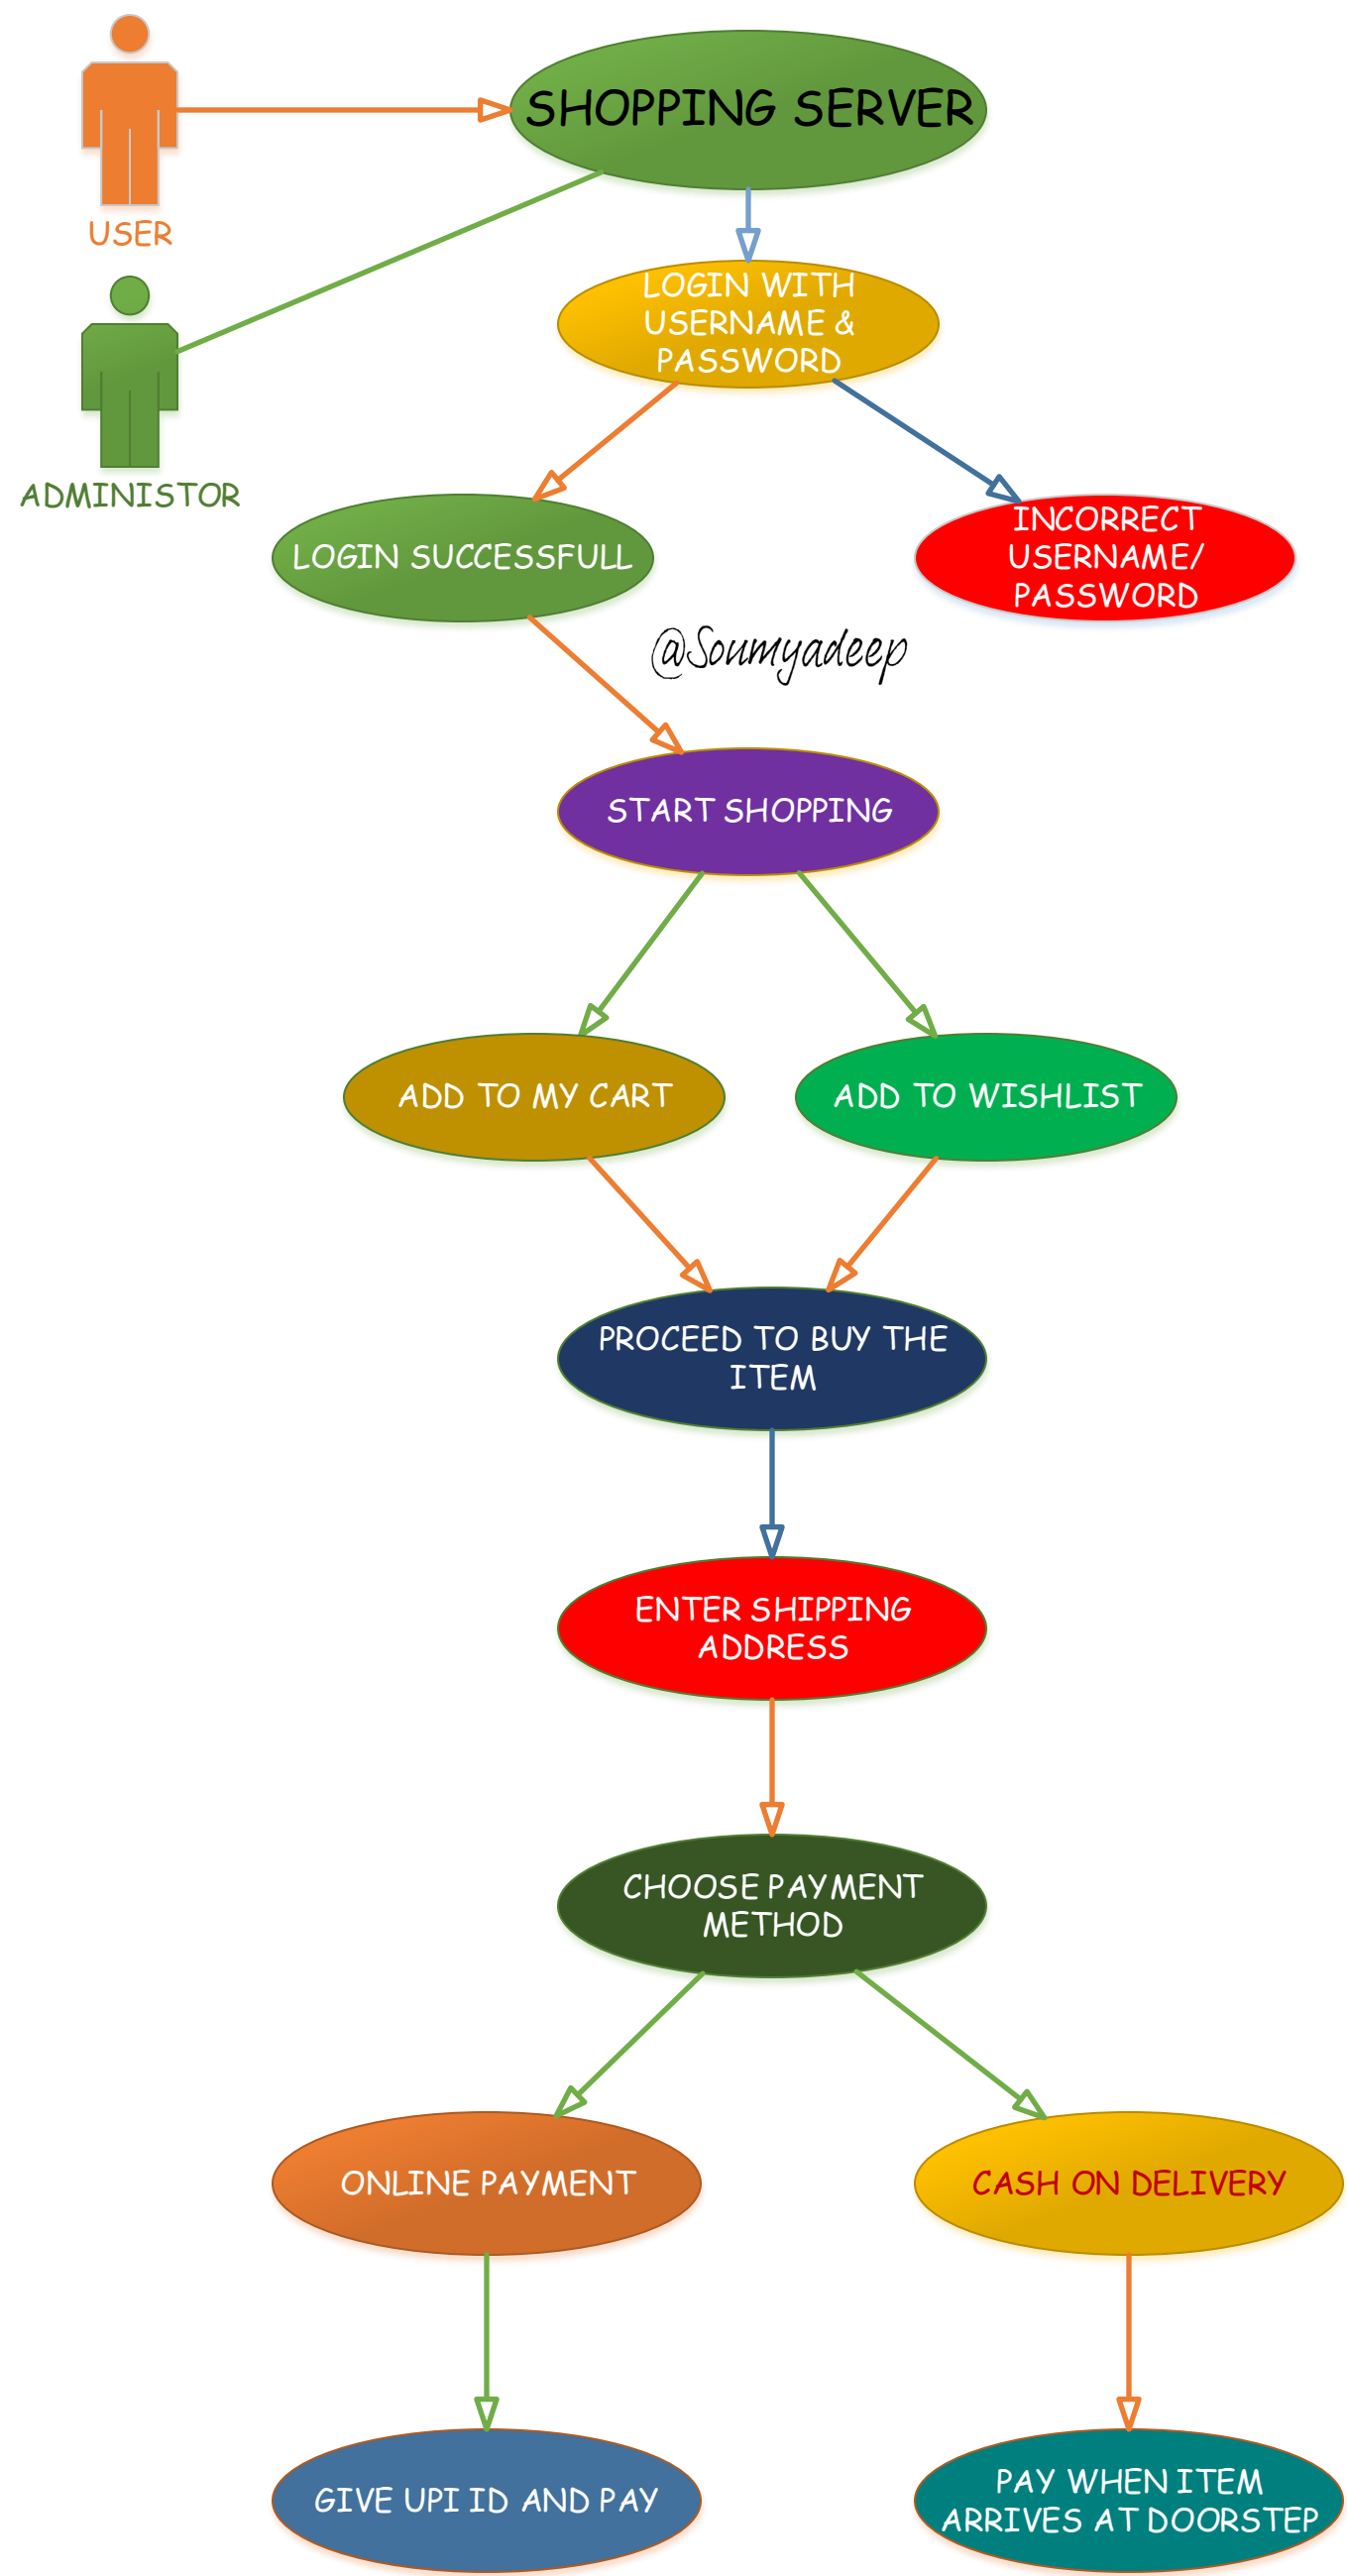 SHOPPING SERVER
USER
LOGIN WITH
USERNAME &
PASSWORD
ADMINISTOR
LOGIN SUCCESSFULL
INCORRECT
USERNAME/
PASSWORD
@Soumyadeep
START SHOPPING
ADD TO MY CART
ADD TO WISHLIST
PROCEED TO BUY THE
ITEM
ENTER SHIPPING
ADDRESS
CHOOSE PAYMENT
METHOD
ONLINE PAYMENT
CASH ON DELIVERY
GIVE UPI ID AND PAY
PAY WHEN ITEM
ARRIVES AT DOORSTEP